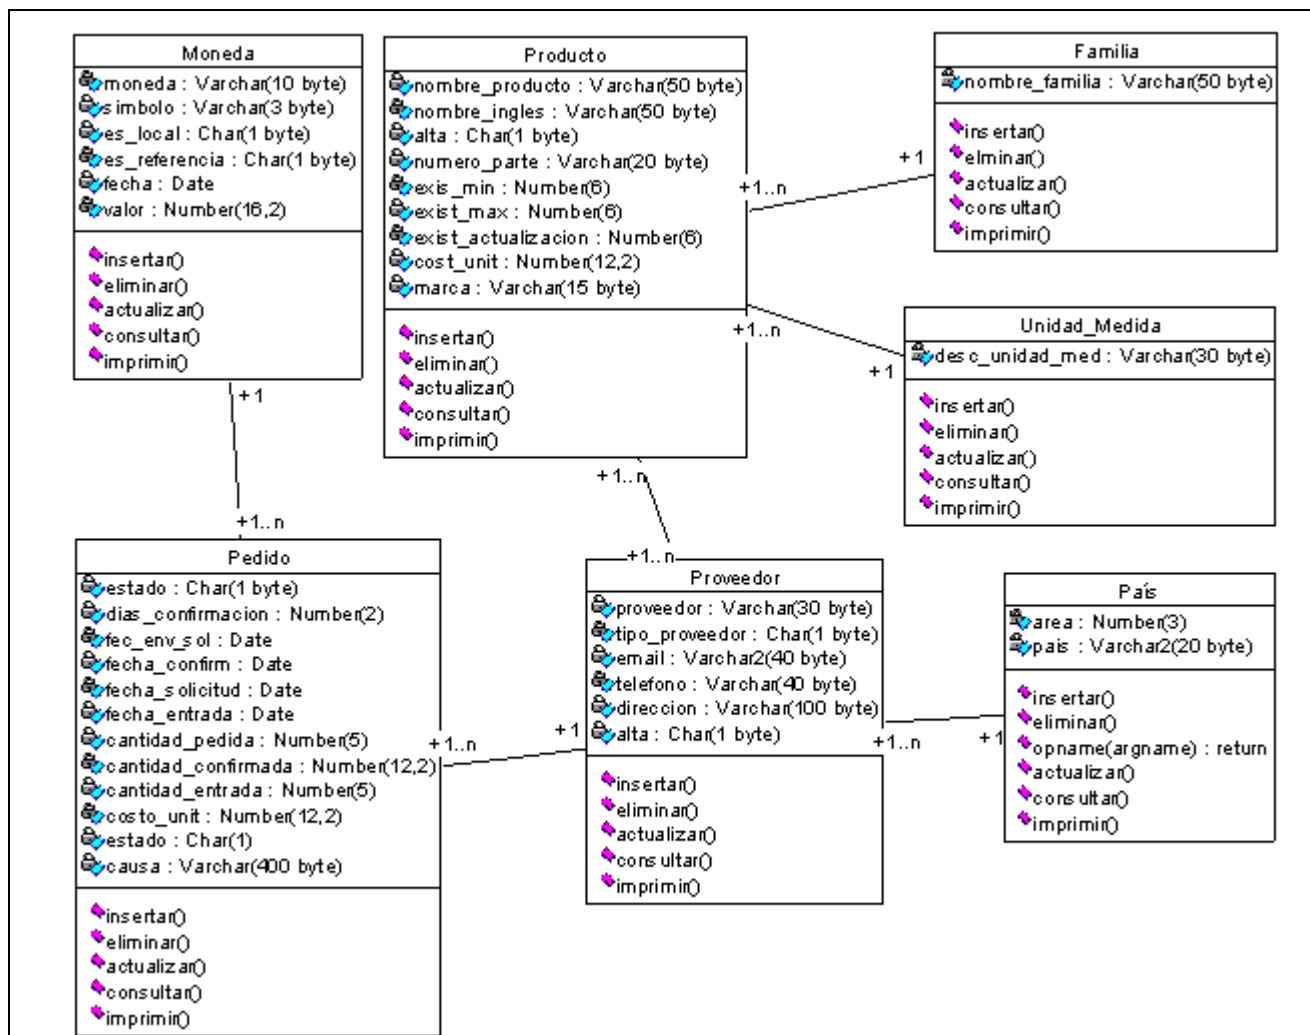 Moneda
moneda : Varchar(10 byte)
simbolo : Varchar(3 byte)
es_local : Char(1 byte)
es_referencia : Char(1 byte)
fecha : Date
valor : Number(16,2)
insertar()
eliminar()
actualizar()
consultar()
imprimir()
+1
Producto
nombre_producto : Varchar(50 byte)
nombre_ingles : Varchar(50 byte)
alta : Char(1 byte)
numero_parte : Varchar(20 byte)
exis_min : Number(6)
exist_max : Number(6)
exist_actualizacion : Number(6)
cost_unit : Number(12,2)
marca : Varchar(15 byte)
insertar()
eliminar()
actualizar()
consultar()
imprimir()
+1..n
+1
+1..n
+1
+1..n
Familia
nombre_familia : Varchar(50 byte)
insertar()
elminar()
actualizar()
consultar()
imprimir()
Unidad_Medida
desc_unidad_med : Varchar(30 byte)
insertar()
eliminar()
actualizar()
consultar()
imprimir()
+1..n
Pedido
estado : Char(1 byte)
dias_confirmacion : Number(2)
fec_env_sol : Date
fecha_confirm : Date
fecha_solicitud : Date
fecha_entrada : Date
cantidad_pedida : Number(5)
cantidad_confirmada : Number(12,2)
cantidad_entrada : Number(5)
costo_unit : Number(12,2)
estado : Char(1)
causa : Varchar(400 byte)
insertar()
eliminar()
actualizar()
consultar()
imprimir()
+1..n
+1
+1..n
Proveedor
proveedor : Varchar(30 byte)
tipo_proveedor : Char(1 byte)
email : Varchar2(40 byte)
telefono : Varchar(40 byte)
direccion : Varchar(100 byte)
alta : Char(1 byte)
insertar()
eliminar()
actualizar()
consultar()
imprimir()
+1..n
+1
País
area : Number(3)
pais : Varchar2(20 byte)
insertar()
eliminar()
opname(argname) : return
actualizar()
consultar()
imprimir()